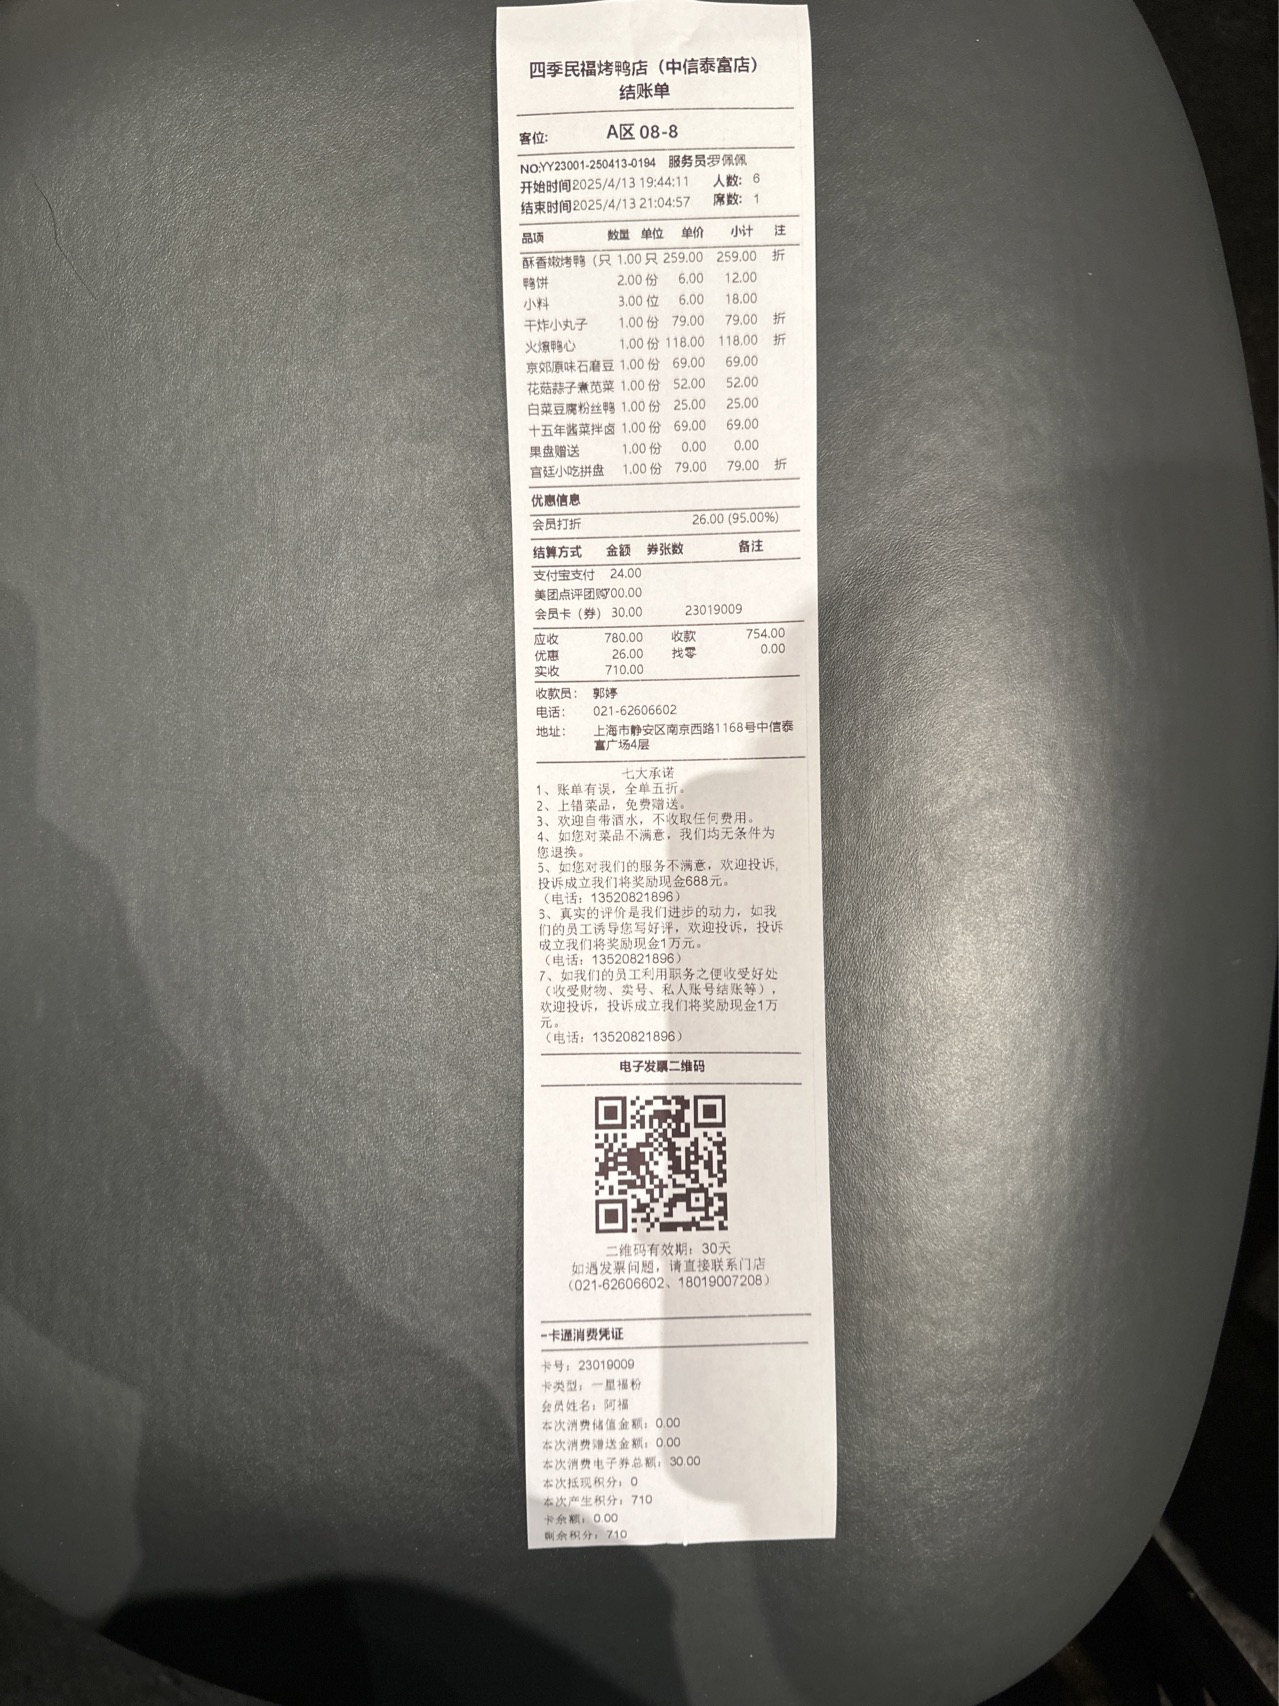 四季民福烤鸭店（中信泰富店）
结账单
客位: A区 08-8
NO:YY23001-250413-0194 服务员:罗佩佩
开始时间2025/4/13 19:44:11 人数: 6
结束时间2025/4/13 21:04:57 席数: 1
品项 数量 单位 单价 小计 注
酥香嫩烤鸭（只 1.00 只 259.00 259.00 折
鸭饼 2.00 份 6.00 12.00
小料 3.00 位 6.00 18.00
干炸小丸子 1.00 份 79.00 79.00 折
火燎鸭心 1.00 份 118.00 118.00 折
京郊原味石磨豆 1.00 份 69.00 69.00
花菇蒜子煮苋菜 1.00 份 52.00 52.00
白菜豆腐粉丝鸭 1.00 份 25.00 25.00
十五年酱菜拌卤 1.00 份 69.00 69.00
果盘赠送 1.00 份 0.00 0.00
宫廷小吃拼盘 1.00 份 79.00 79.00 折
优惠信息
会员打折 26.00 (95.00%)
结算方式 金额 券张数 备注
支付宝支付 24.00
美团点评团购700.00
会员卡（券） 30.00 23019009
应收 780.00 收款 754.00
优惠 26.00 找零 0.00
实收 710.00
收款员: 郭婷
电话: 021-62606602
地址: 上海市静安区南京西路1168号中信泰
富广场4层
七大承诺
1、账单有误，全单五折。
2、上错菜品，免费赠送。
3、欢迎自带酒水，不收取任何费用。
4、如您对菜品不满意，我们均无条件为
您退换。
5、如您对我们的服务不满意，欢迎投诉,
投诉成立我们将奖励现金688元。
（电话：13520821896）
6、真实的评价是我们进步的动力，如我
们的员工诱导您写好评，欢迎投诉，投诉
成立我们将奖励现金1万元。
（电话：13520821896）
7、如我们的员工利用职务之便收受好处
（收受财物、卖号、私人账号结账等），
欢迎投诉，投诉成立我们将奖励现金1万
元。
（电话：13520821896）
电子发票二维码
二维码有效期：30天
如遇发票问题，请直接联系门店
（021-62606602、18019007208）
一卡通消费凭证
卡号：23019009
卡类型：一星福粉
会员姓名：阿福
本次消费储值金额：0.00
本次消费赠送金额：0.00
本次消费电子券总额：30.00
本次抵现积分：0
本次产生积分：710
卡余额：0.00
剩余积分：710